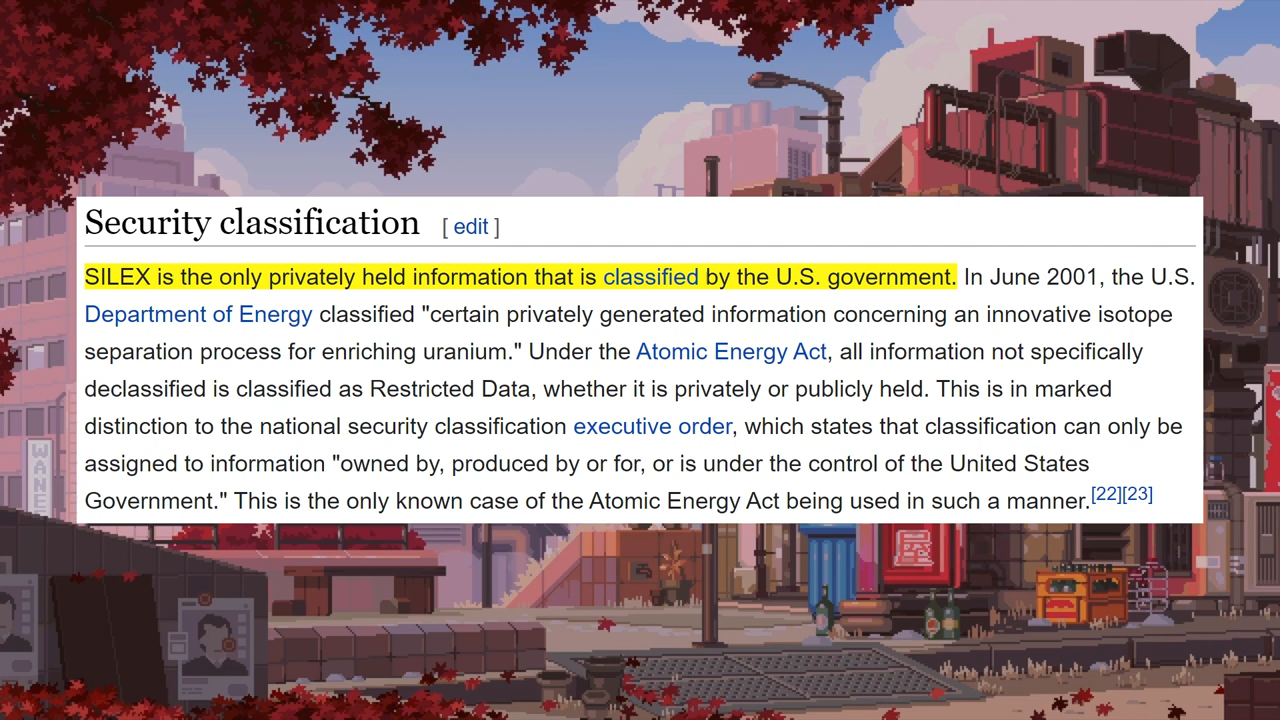 Security classification [ edit ]
SILEX is the only privately held information that is classified by the U.S. government. In June 2001, the U.S.
Department of Energy classified "certain privately generated information concerning an innovative isotope
separation process for enriching uranium." Under the Atomic Energy Act, all information not specifically
declassified is classified as Restricted Data, whether it is privately or publicly held. This is in marked
distinction to the national security classification executive order, which states that classification can only be
assigned to information "owned by, produced by or for, or is under the control of the United States
Government." This is the only known case of the Atomic Energy Act being used in such a manner.[22][23]
WANE